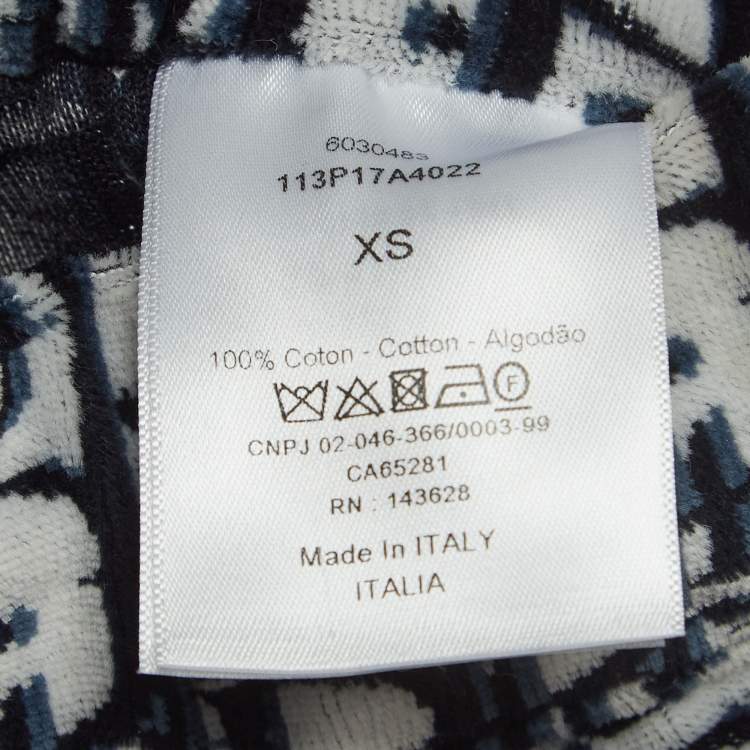 6030483
113P17A4022
XS
100% Coton - Cotton - Algodão
F
CNPJ 02-046-366/0003-99
CA65281
RN : 143628
Made In ITALY
ITALIA